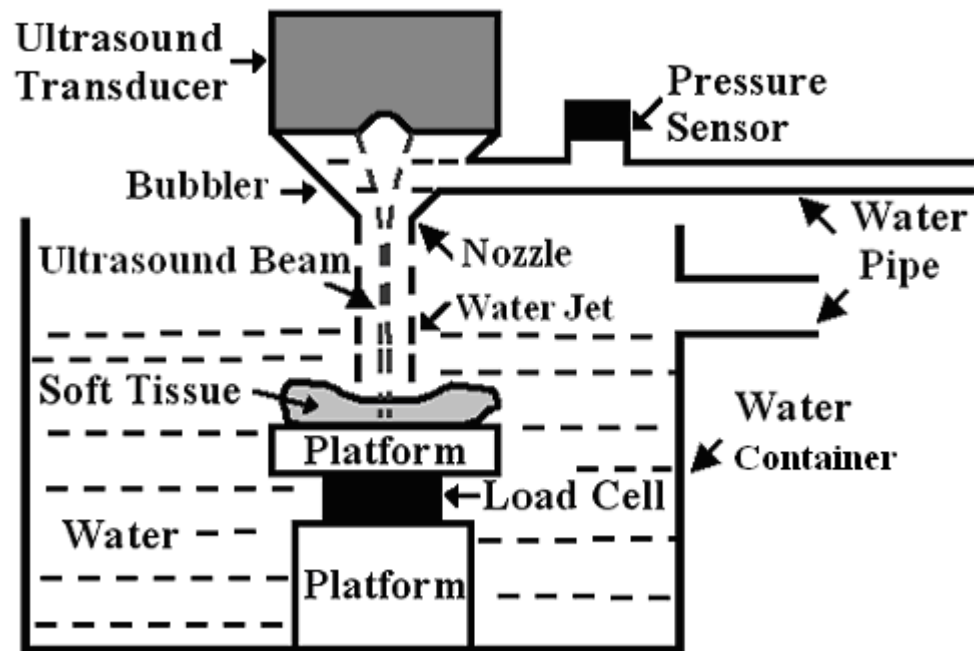 Ultrasound
Transducer
Pressure
Sensor
Bubbler
Water
Pipe
Nozzle
Ultrasound Beam
Water Jet
Soft Tissue
Water
Container
Platform
Load Cell
Water
Platform